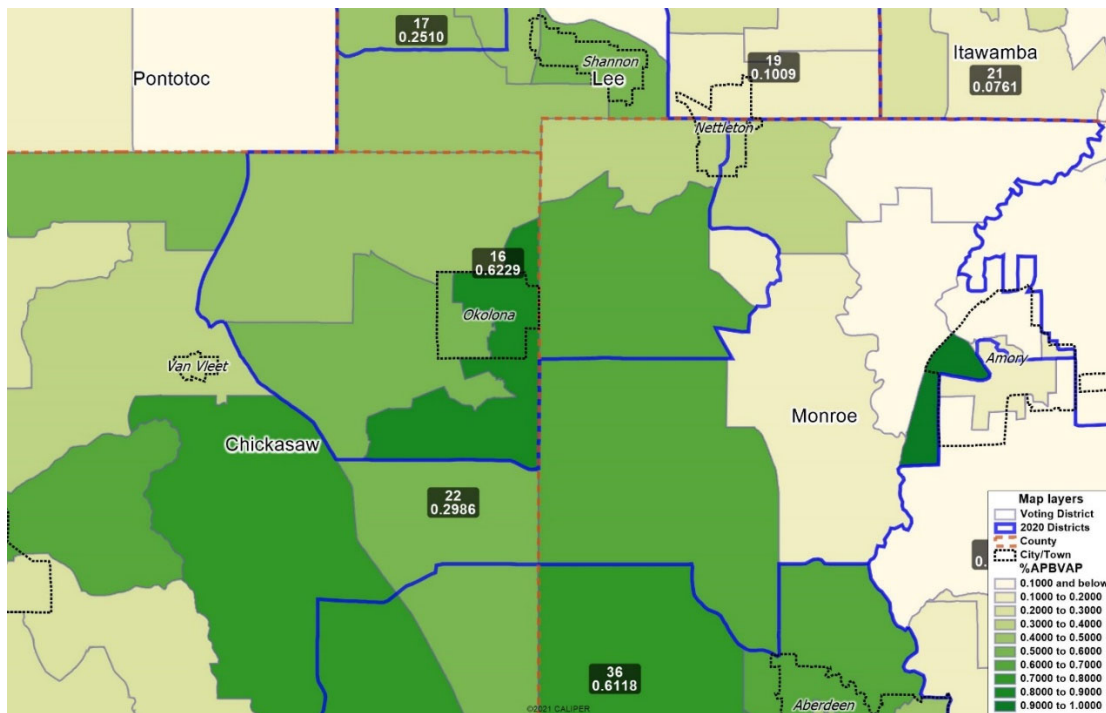 17
0.2510
Shannon
Lee
19
0.1009
Itawamba
21
0.0761
Pontotoc
Nettleton
16
0.6229
Okolona
Van Vleet
Amory
Monroe
Chickasaw
22
0.2986
36
0.6118
Aberdeen
©2021 CALIPER
Map layers
Voting District
2020 Districts
County
City/Town
%APBVAP
0.1000 and below
0.1000 to 0.2000
0.2000 to 0.3000
0.3000 to 0.4000
0.4000 to 0.5000
0.5000 to 0.6000
0.6000 to 0.7000
0.7000 to 0.8000
0.8000 to 0.9000
0.9000 to 1.0000